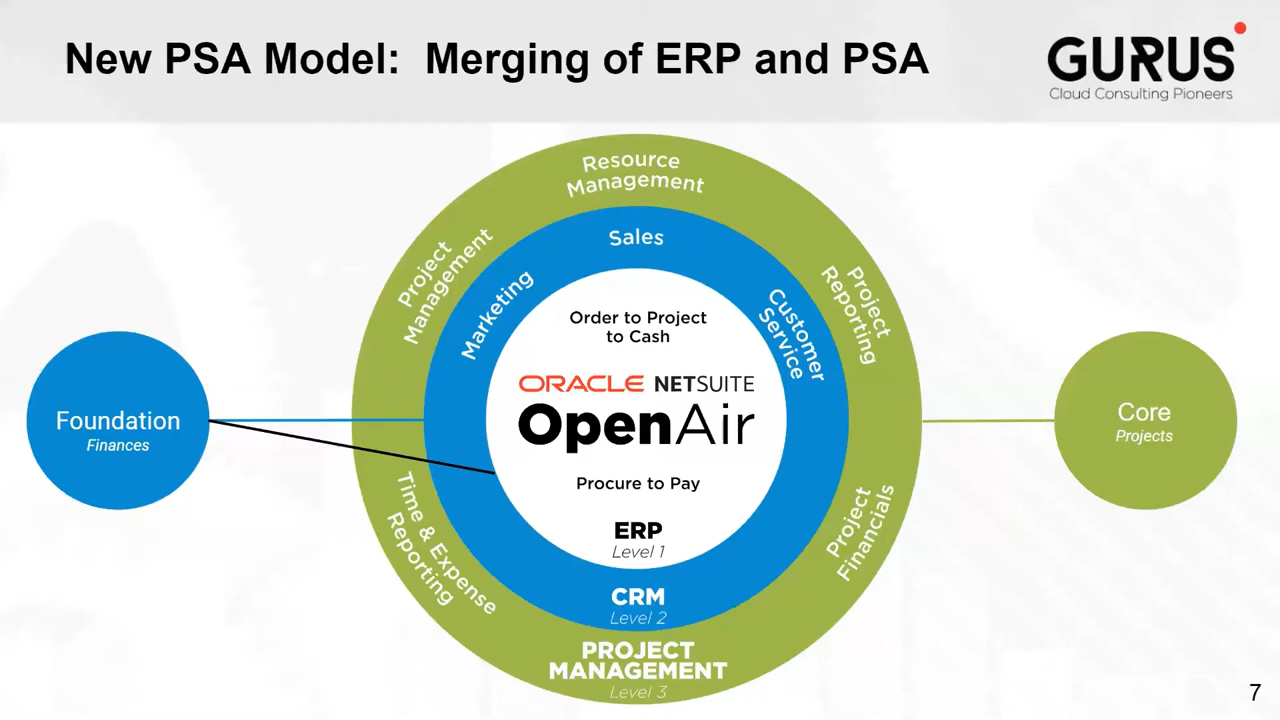 New PSA Model:  Merging of ERP and PSA
GURUS
Cloud Consulting Pioneers
Resource
Management
Project
Management
Project
Reporting
Time & Expense
Reporting
Project
Financials
Sales
Marketing
Customer
Service
Order to Project
to Cash
ORACLE NETSUITE
OpenAir
Procure to Pay
ERP
Level 1
CRM
Level 2
PROJECT
MANAGEMENT
Level 3
Foundation
Finances
Core
Projects
7